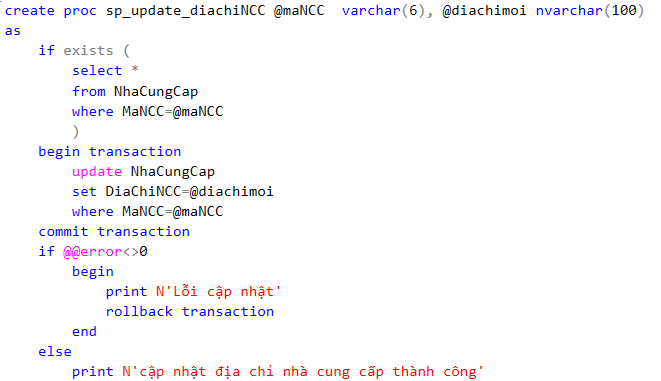 create proc sp_update_diachiNCC @maNCC  varchar(6), @diachimoi nvarchar(100)
as
    if exists (
        select *
        from NhaCungCap
        where MaNCC=@maNCC
        )
    begin transaction
        update NhaCungCap
        set DiaChiNCC=@diachimoi
        where MaNCC=@maNCC
    commit transaction
    if @@error<>0
        begin
            print N'Lỗi cập nhật'
            rollback transaction
        end
    else
        print N'cập nhật địa chỉ nhà cung cấp thành công'